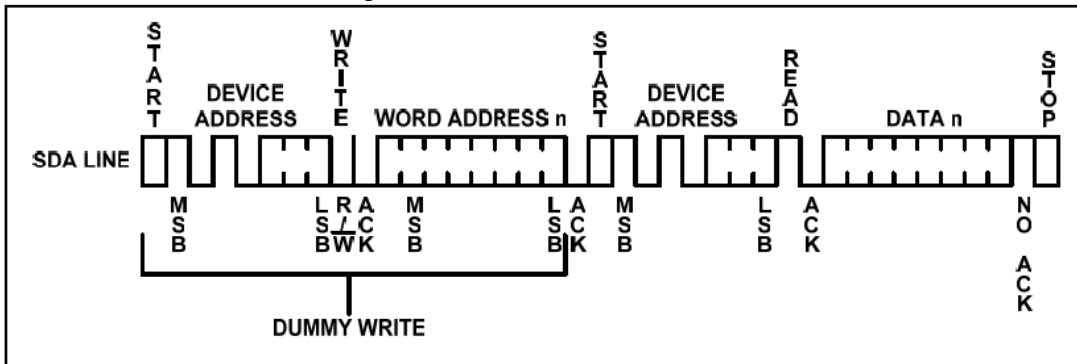 START
DEVICE ADDRESS
WRITE
WORD ADDRESS n
START
DEVICE ADDRESS
READ
DATA n
STOP
SDA LINE
MSB
LSB
R/W
ACK
MSB
LSB
ACK
MSB
LSB
ACK
NO ACK
DUMMY WRITE